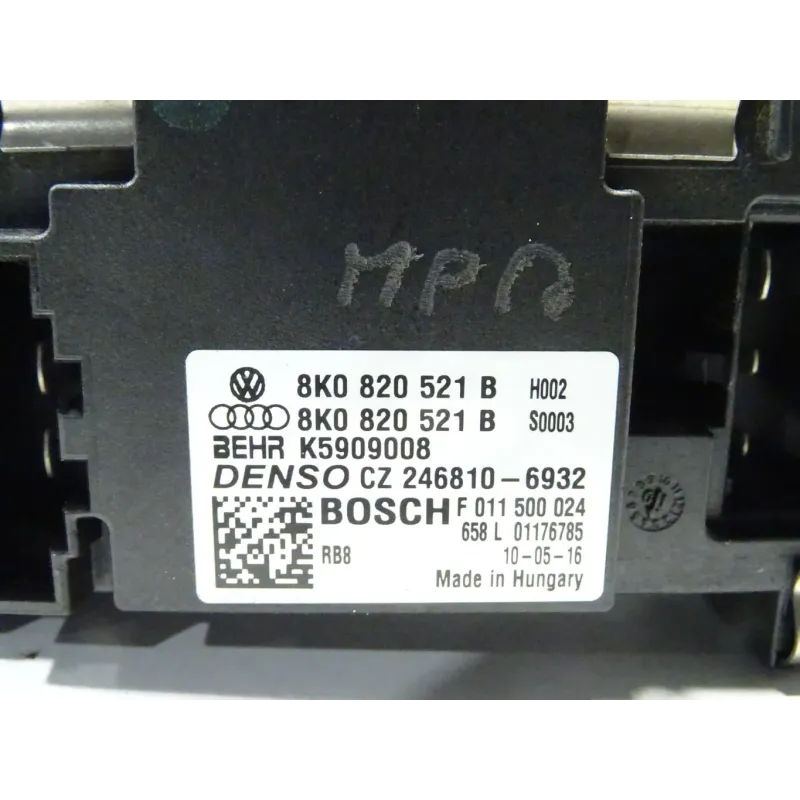 MPA
8K0 820 521 B H002
8K0 820 521 B S0003
BEHR K5909008
DENSO CZ 246810-6932
BOSCH F 011 500 024
658 L 01176785
RB8 10-05-16
Made in Hungary